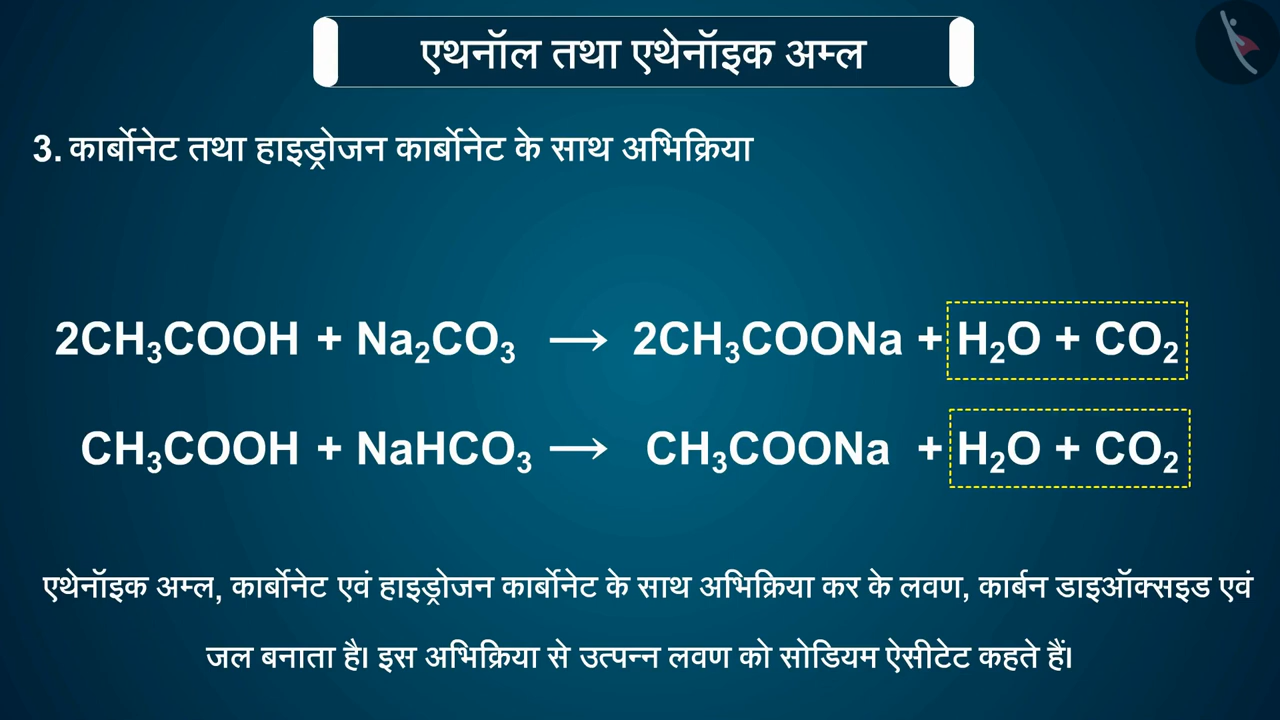 एथनॉल तथा एथेनॉइक अम्ल
3. कार्बोनेट तथा हाइड्रोजन कार्बोनेट के साथ अभिक्रिया
2CH₃COOH + Na₂CO₃ → 2CH₃COONa + H₂O + CO₂
CH₃COOH + NaHCO₃ → CH₃COONa + H₂O + CO₂
एथेनॉइक अम्ल, कार्बोनेट एवं हाइड्रोजन कार्बोनेट के साथ अभिक्रिया कर के लवण, कार्बन डाइऑक्सइड एवं
जल बनाता है। इस अभिक्रिया से उत्पन्न लवण को सोडियम ऐसीटेट कहते हैं।